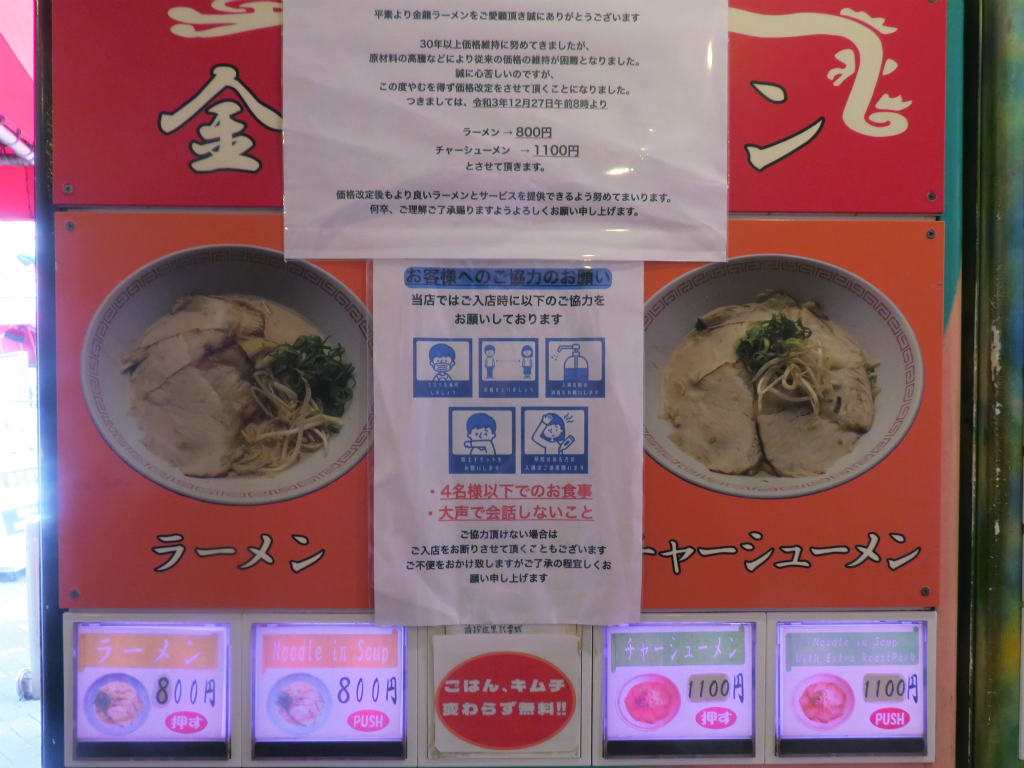 平素より金龍ラーメンをご愛顧頂き誠にありがとうございます
30年以上価格維持に努めてきましたが、
原材料の高騰などにより従来の価格の維持が困難となりました。
誠に心苦しいのですが、
この度やむを得ず価格改定をさせて頂くことになりました。
つきましては、令和3年12月27日午前8時より
ラーメン → 800円
チャーシューメン → 1100円
とさせて頂きます。
価格改定後もより良いラーメンとサービスを提供できるよう努めてまいります。
何卒、ご理解ご了承賜りますようよろしくお願い申し上げます。
金
ン
お客様へのご協力のお願い
当店ではご入店時に以下のご協力を
お願いしております
・4名様以下でのお食事
・大声で会話しないこと
ご協力頂けない場合は
ご入店をお断りさせて頂くこともございます
ご不便をおかけ致しますがご了承の程宜しくお
願い申し上げます
ラーメン
チャーシューメン
ラーメン
800円
押す
Noodle in Soup
800円
PUSH
ごはん、キムチ
変わらず無料!!
チャーシューメン
1100円
押す
Noodle in Soup
With Extra RoastPork
1100円
PUSH